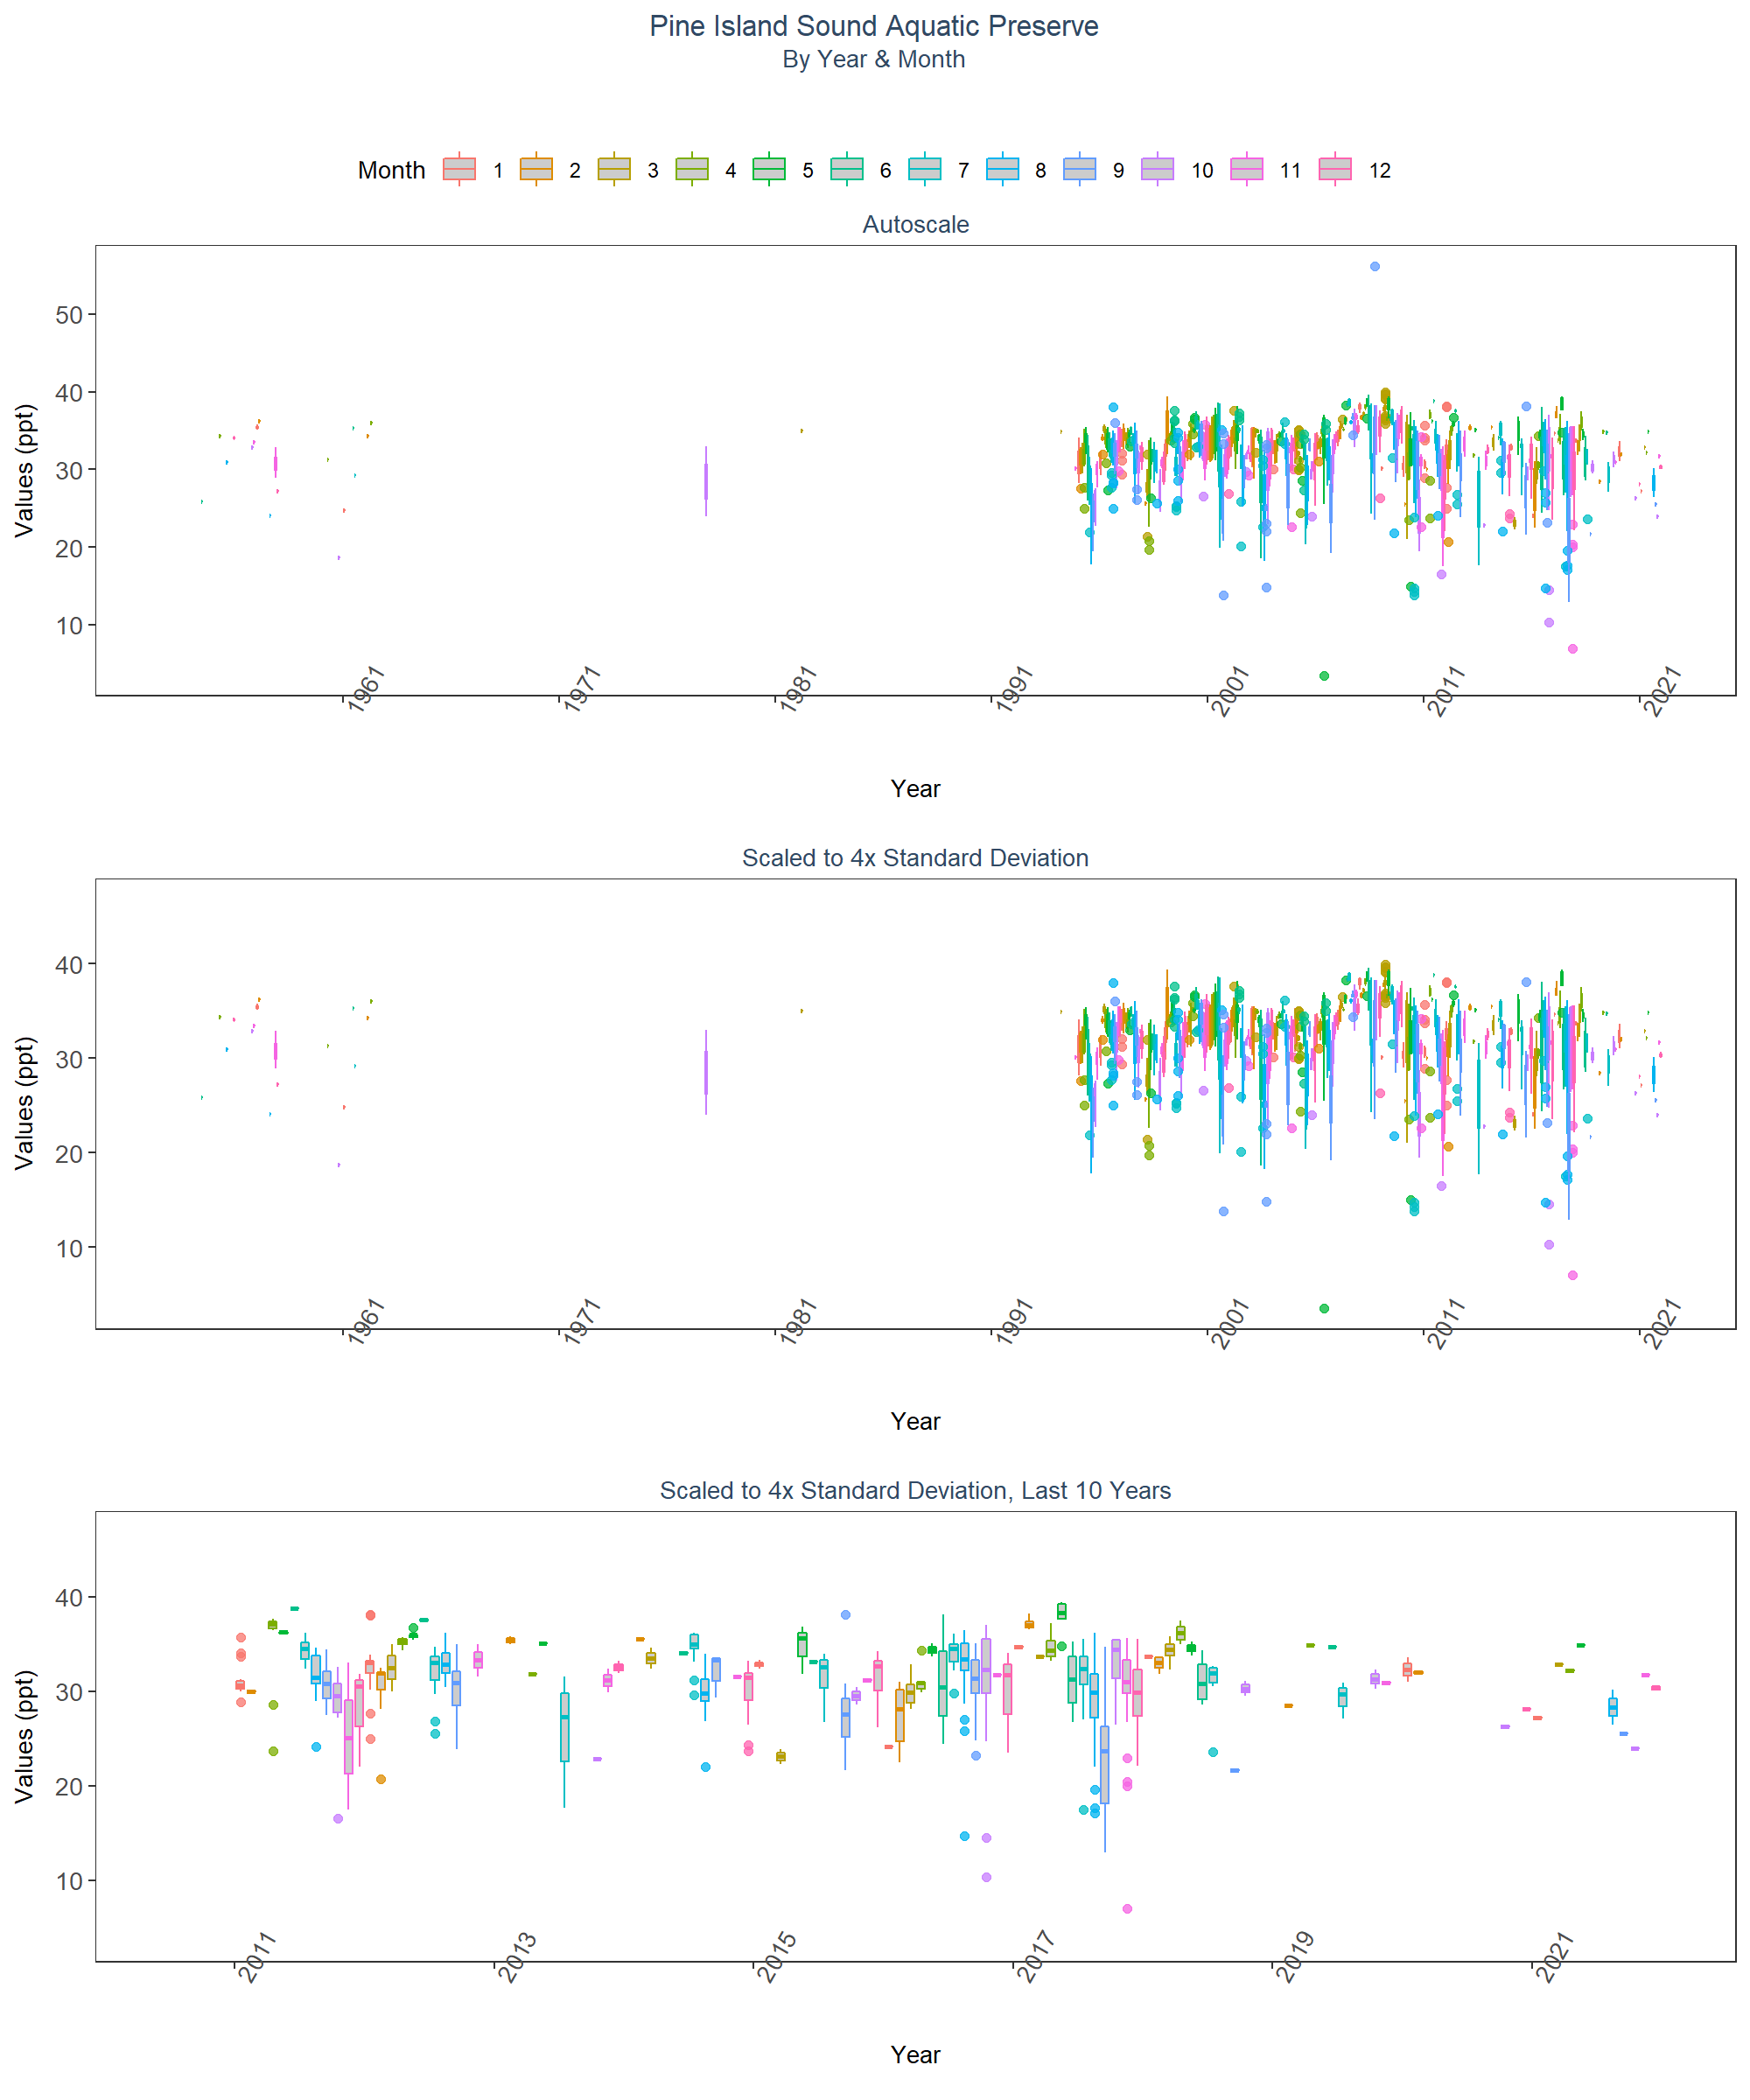 Pine Island Sound Aquatic Preserve
By Year & Month
Month 1 2 3 4 5 6 7 8 9 10 11 12
Autoscale
Values (ppt)
50
40
30
20
10
1961 1971 1981 1991 2001 2011 2021
Year
Scaled to 4x Standard Deviation
Values (ppt)
40
30
20
10
1961 1971 1981 1991 2001 2011 2021
Year
Scaled to 4x Standard Deviation, Last 10 Years
Values (ppt)
40
30
20
10
2011 2013 2015 2017 2019 2021
Year